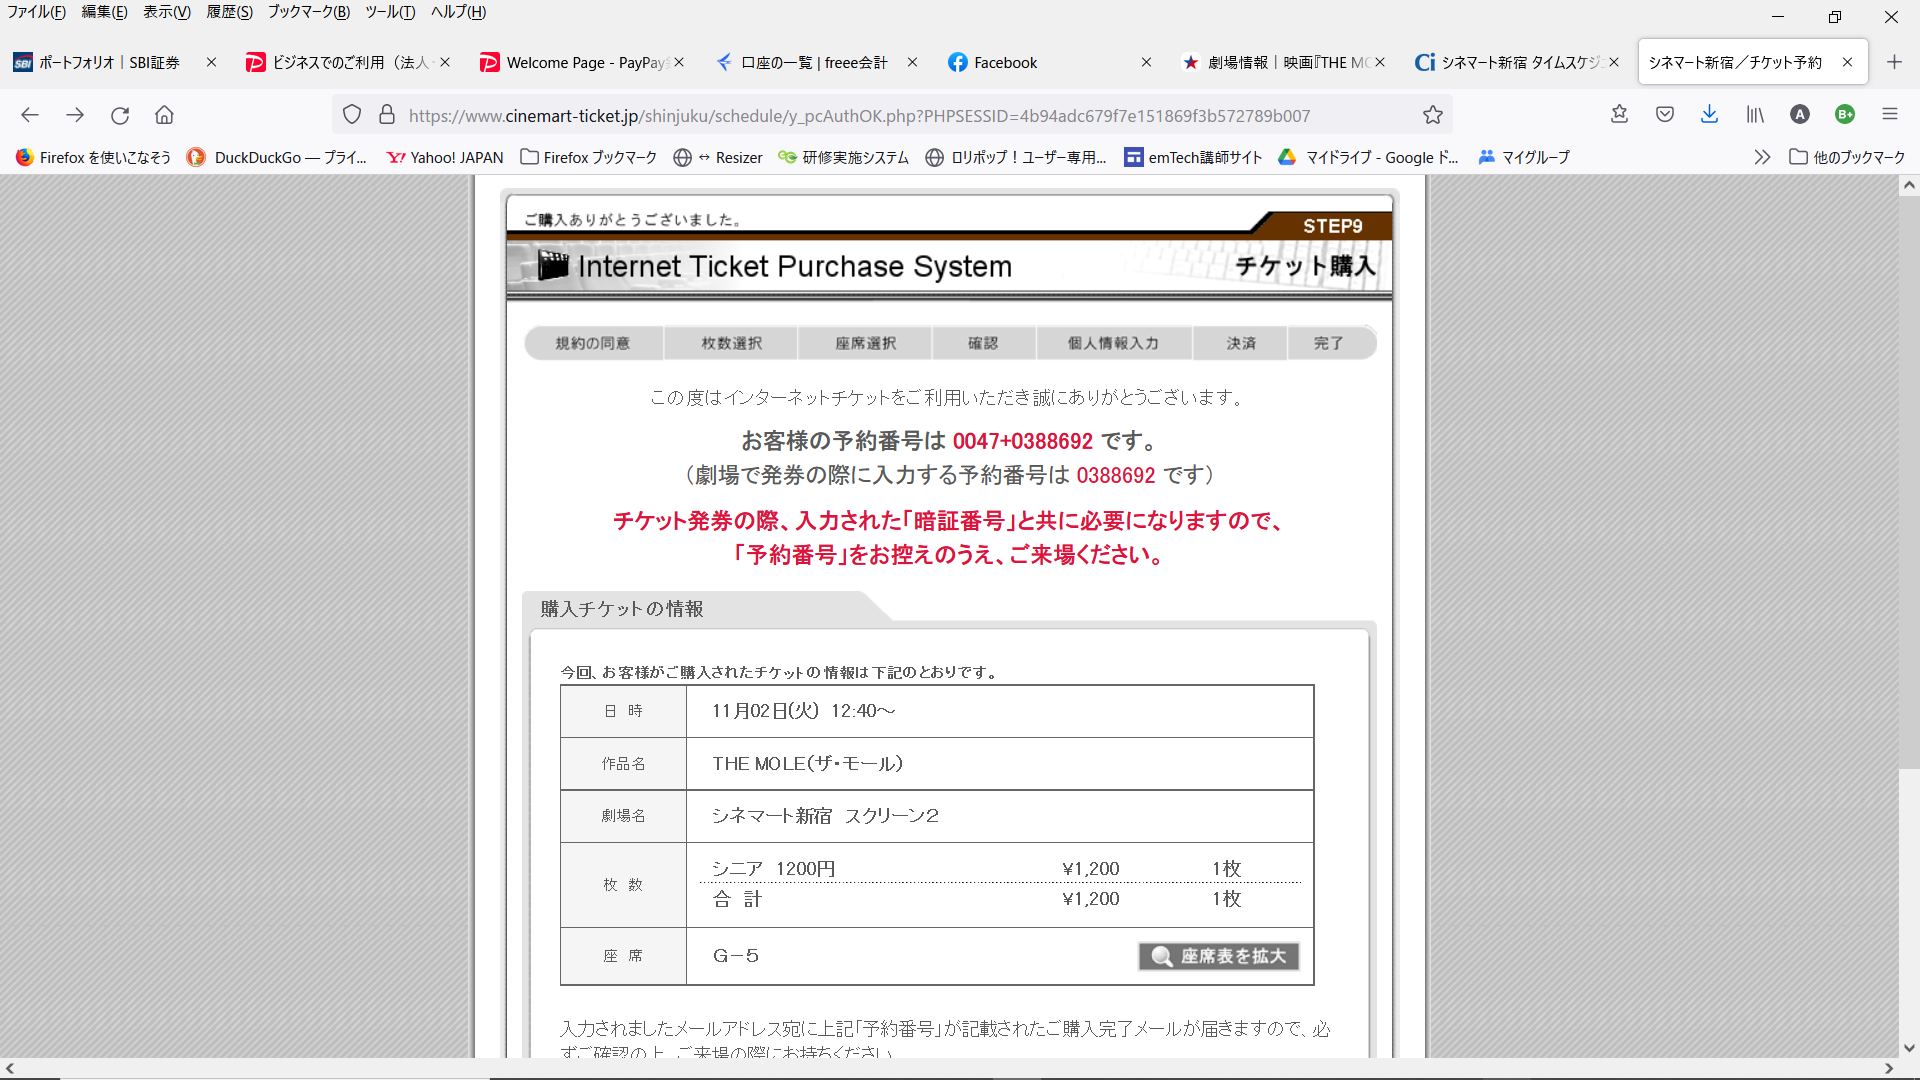 ファイル(F) 編集(E) 表示(V) 履歴(S) ブックマーク(B) ツール(T) ヘルプ(H)
SBI ポートフォリオ｜SBI証券 ビジネスでのご利用（法人 Welcome Page - PayPay 口座の一覧 | freee会計 Facebook 劇場情報｜映画『THE MO Ci シネマート新宿 タイムスケジ シネマート新宿／チケット予約
https://www.cinemart-ticket.jp/shinjuku/schedule/y_pcAuthOK.php?PHPSESSID=4b94adc679f7e151869f3b572789b007 A B+
Firefox を使いこなそう DuckDuckGo — プライ... Yahoo! JAPAN Firefox ブックマーク ↔ Resizer 研修実施システム ロリポップ！ユーザー専用... emTech講師サイト マイドライブ - Google ド... マイグループ 他のブックマーク
ご購入ありがとうございました。
STEP9
Internet Ticket Purchase System チケット購入
規約の同意 枚数選択 座席選択 確認 個人情報入力 決済 完了
この度はインターネットチケットをご利用いただき誠にありがとうございます。
お客様の予約番号は 0047+0388692 です。
（劇場で発券の際に入力する予約番号は 0388692 です）
チケット発券の際、入力された「暗証番号」と共に必要になりますので、
「予約番号」をお控えのうえ、ご来場ください。
購入チケットの情報
今回、お客様がご購入されたチケットの情報は下記のとおりです。
日 時 11月02日(火) 12:40～
作品名 THE MOLE(ザ・モール)
劇場名 シネマート新宿 スクリーン２
枚 数 シニア 1200円 ¥1,200 1枚
合 計 ¥1,200 1枚
座 席 Ｇ－５ 座席表を拡大
入力されましたメールアドレス宛に上記「予約番号」が記載されたご購入完了メールが届きますので、必
ずご確認の上、ご来場の際にお持ちください